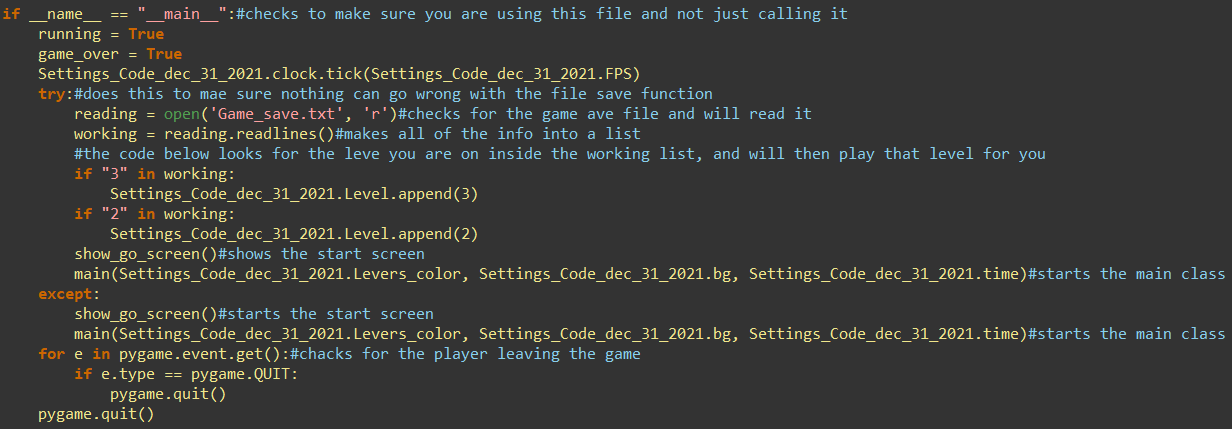 if __name__ == "__main__":#checks to make sure you are using this file and not just calling it
    running = True
    game_over = True
    Settings_Code_dec_31_2021.clock.tick(Settings_Code_dec_31_2021.FPS)
    try:#does this to mae sure nothing can go wrong with the file save function
        reading = open('Game_save.txt', 'r')#checks for the game ave file and will read it
        working = reading.readlines()#makes all of the info into a list
        #the code below looks for the leve you are on inside the working list, and will then play that level for you
        if "3" in working:
            Settings_Code_dec_31_2021.Level.append(3)
        if "2" in working:
            Settings_Code_dec_31_2021.Level.append(2)
        show_go_screen()#shows the start screen
        main(Settings_Code_dec_31_2021.Levers_color, Settings_Code_dec_31_2021.bg, Settings_Code_dec_31_2021.time)#starts the main class
    except:
        show_go_screen()#starts the start screen
        main(Settings_Code_dec_31_2021.Levers_color, Settings_Code_dec_31_2021.bg, Settings_Code_dec_31_2021.time)#starts the main class
    for e in pygame.event.get():#chacks for the player leaving the game
        if e.type == pygame.QUIT:
            pygame.quit()
    pygame.quit()